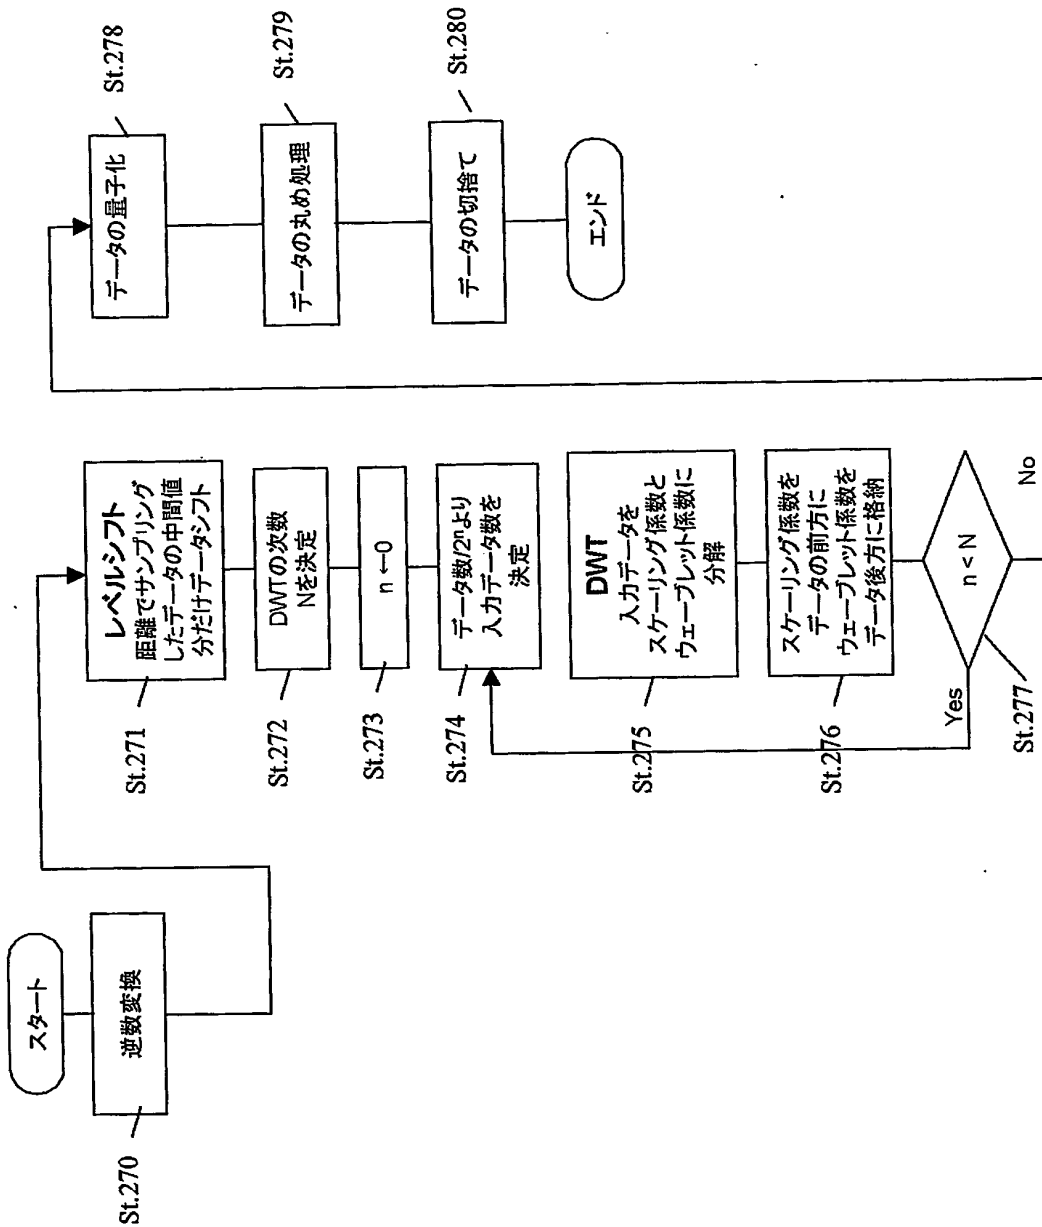 スタート
逆数変換
St.270
レベルシフト
距離でサンプリング
したデータの中間値
分だけデータシフト
St.271
DWTの次数
Nを決定
St.272
n ←0
St.273
データ数/2ⁿより
入力データ数を
決定
St.274
DWT
入力データを
スケーリング係数と
ウェーブレット係数に
分解
St.275
スケーリング係数を
データの前方に
ウェーブレット係数を
データ後方に格納
St.276
n < N
Yes
No
St.277
データの量子化
St.278
データの丸め処理
St.279
データの切捨て
St.280
エンド